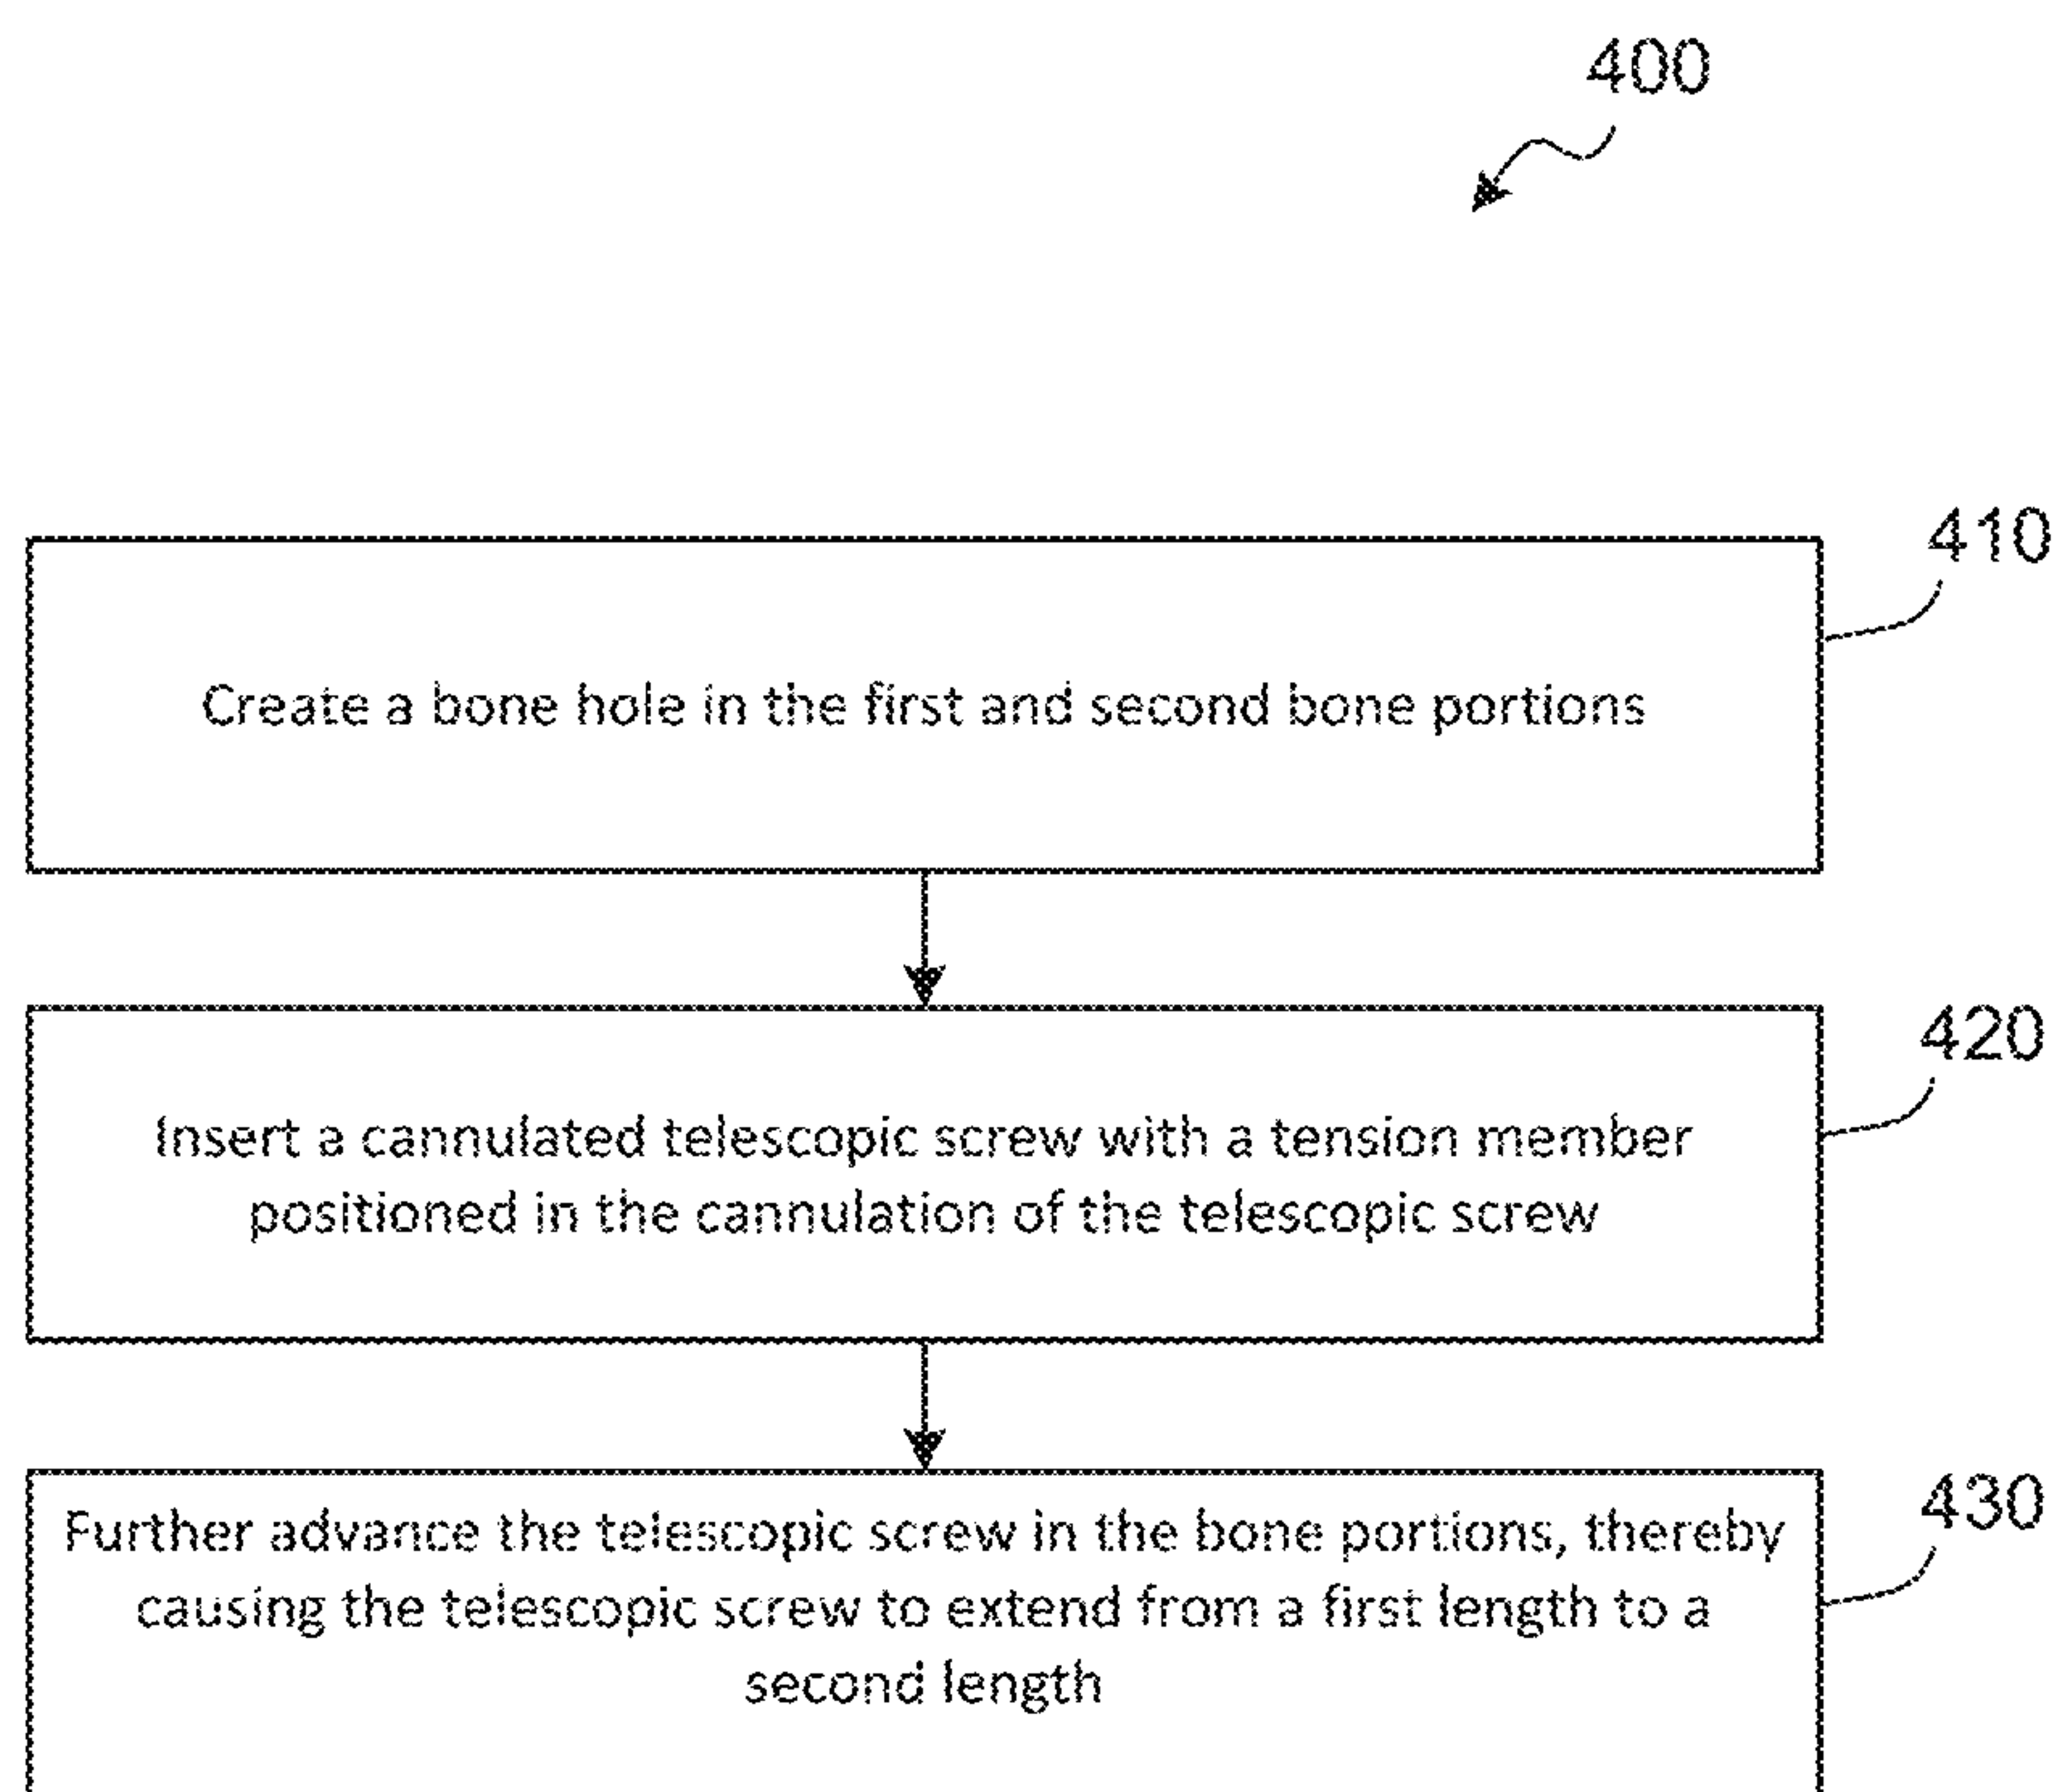 400
410
Create a bone hole in the first and second bone portions
420
Insert a cannulated telescopic screw with a tension member
positioned in the cannulation of the telescopic screw
430
Further advance the telescopic screw in the bone portions, thereby
causing the telescopic screw to extend from a first length to a
second length